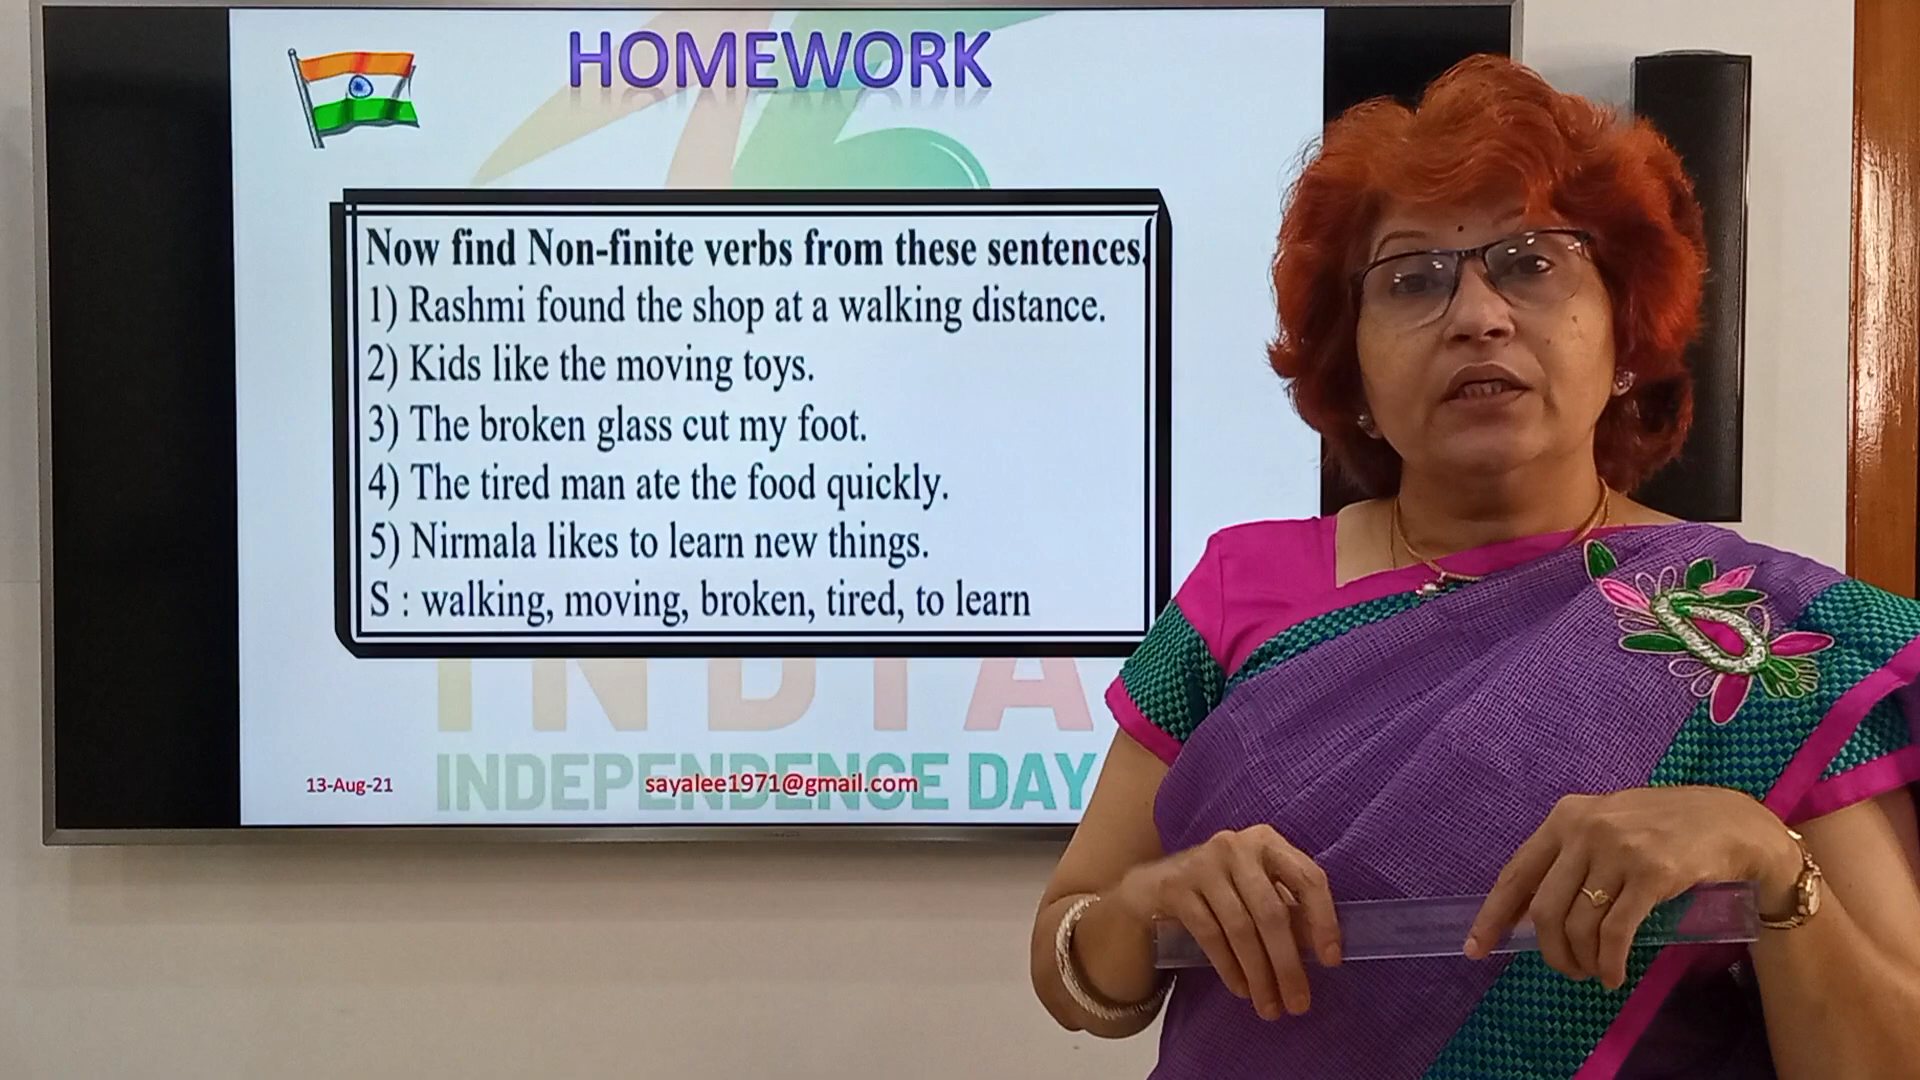 HOMEWORK
Now find Non-finite verbs from these sentences.
1) Rashmi found the shop at a walking distance.
2) Kids like the moving toys.
3) The broken glass cut my foot.
4) The tired man ate the food quickly.
5) Nirmala likes to learn new things.
S : walking, moving, broken, tired, to learn
INDIA
INDEPENDENCE DAY
13-Aug-21
sayalee1971@gmail.com